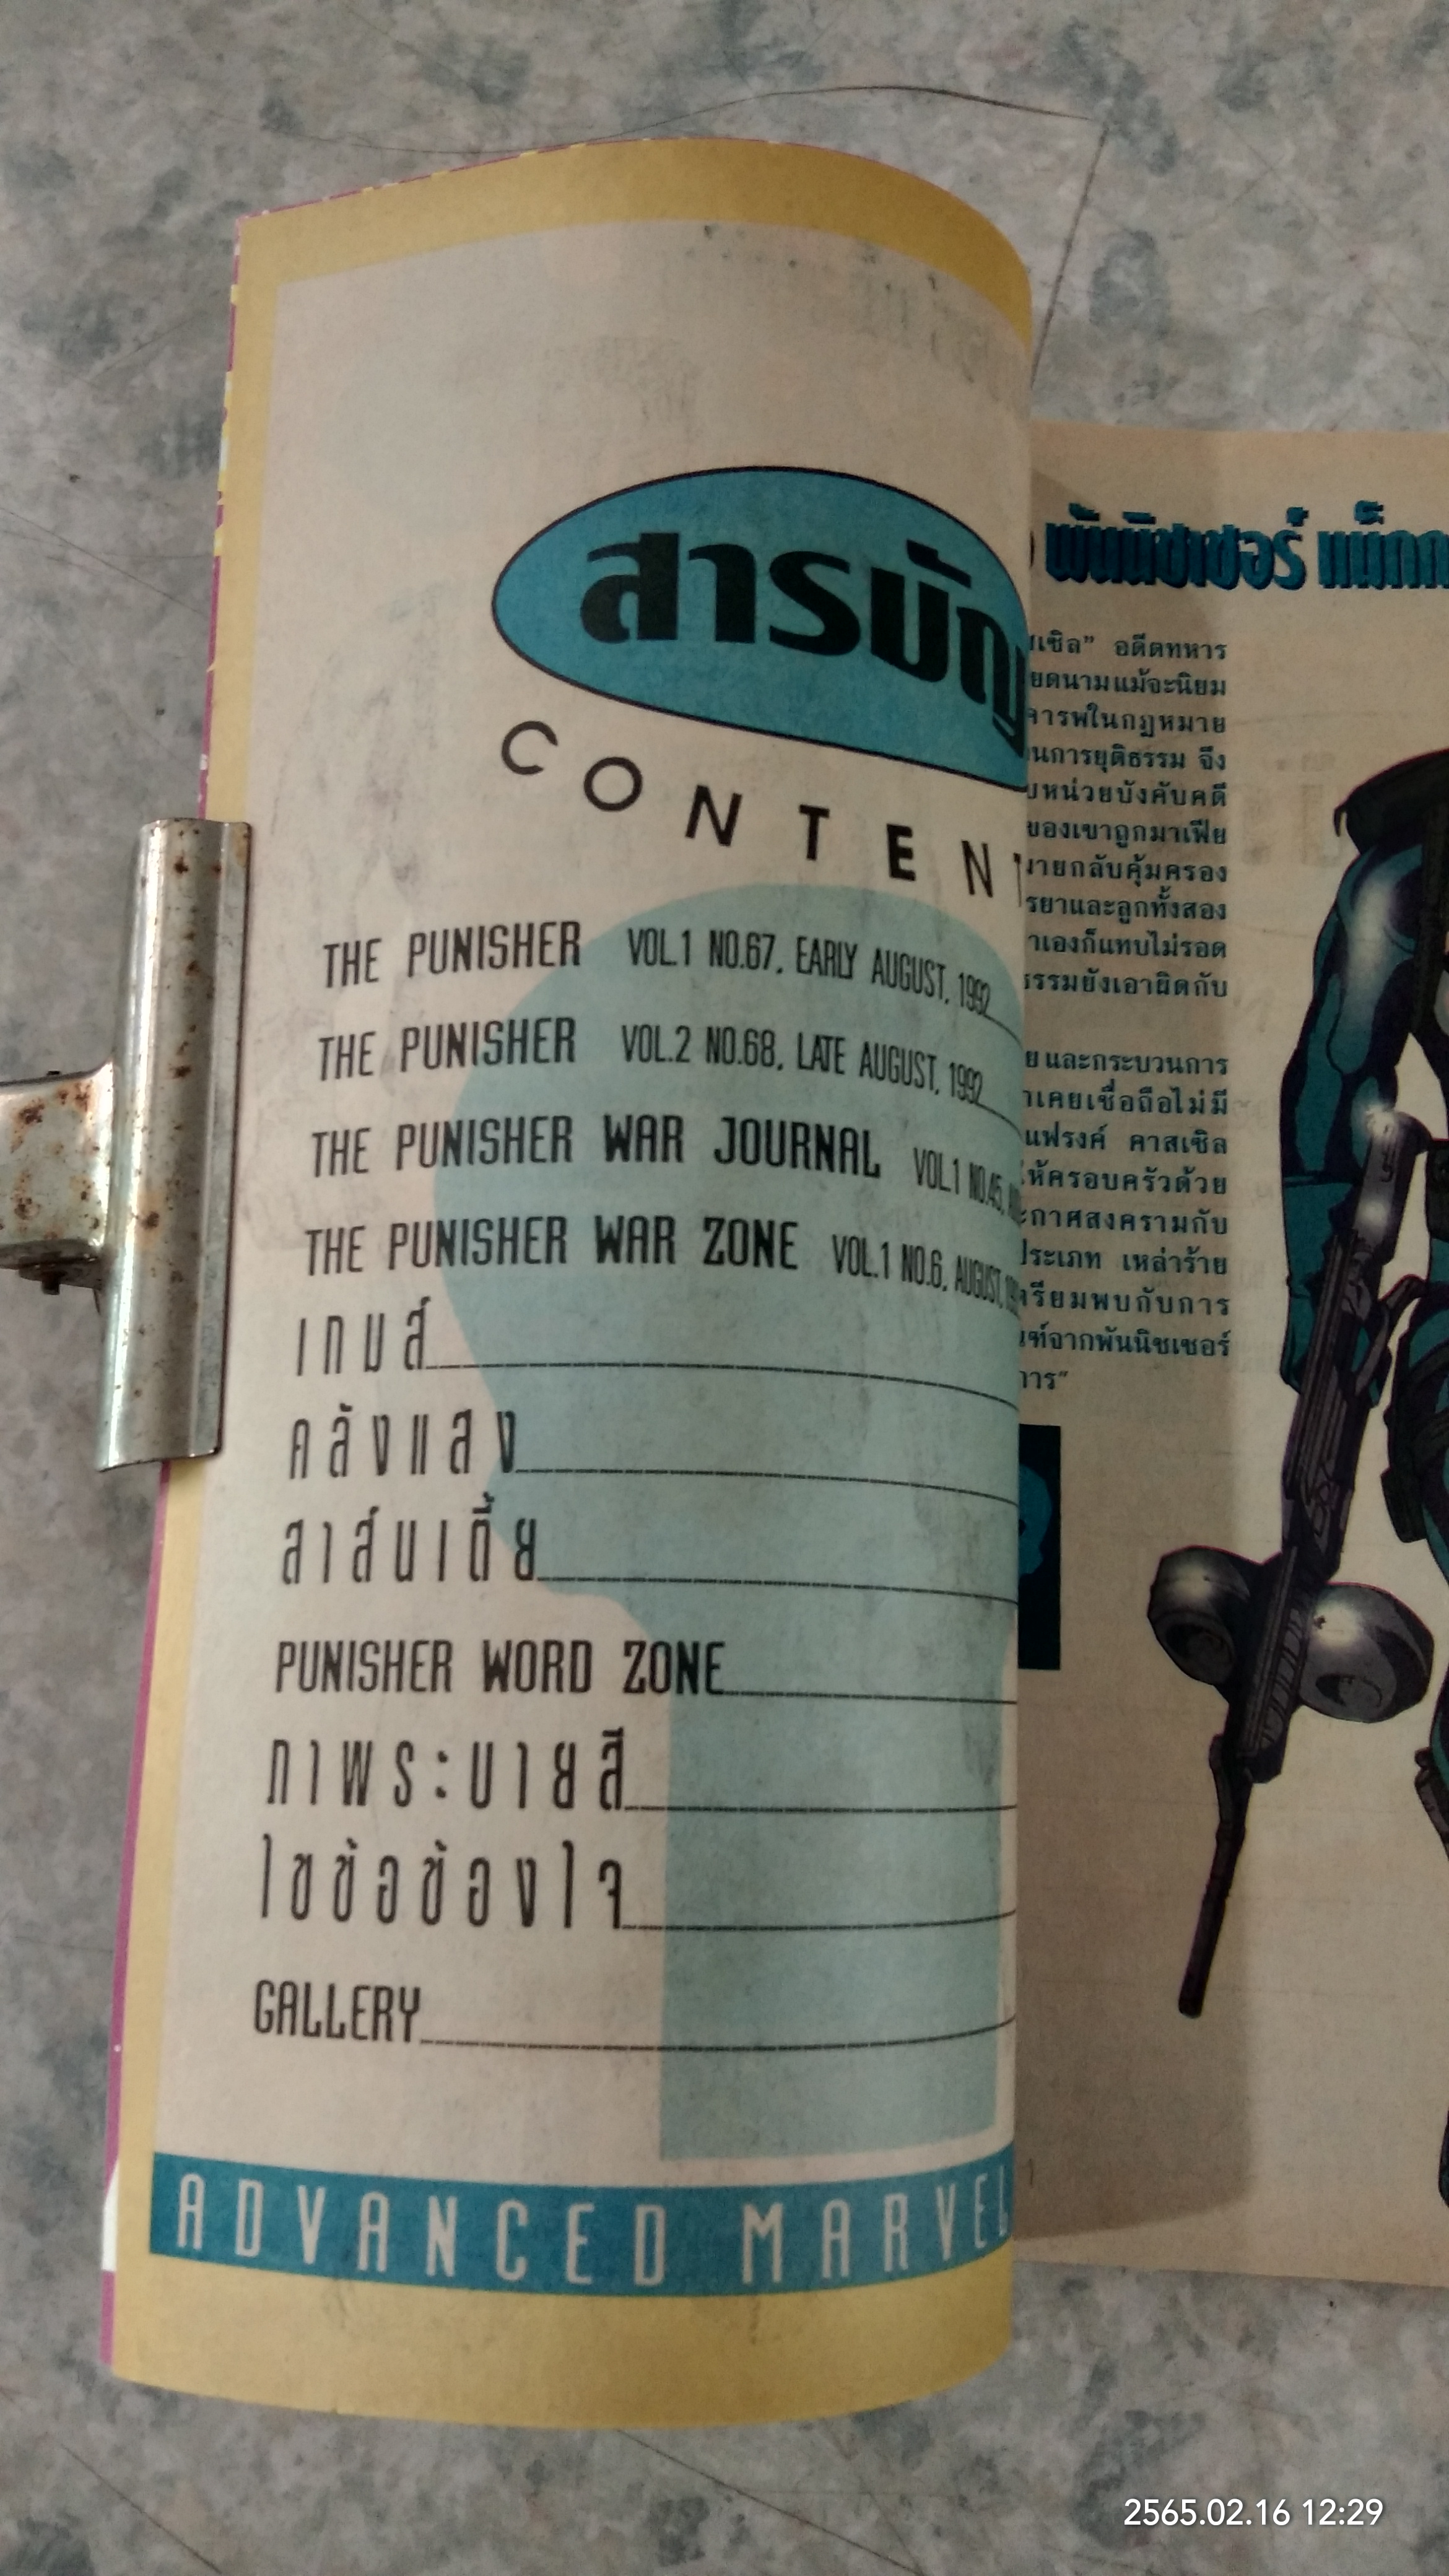 สารบัญ
CONTEN
THE PUNISHER VOL.1 NO.67, EARLY AUGUST, 1992
THE PUNISHER VOL.2 NO.68, LATE AUGUST, 1992
THE PUNISHER WAR JOURNAL VOL.1 NO.45,
THE PUNISHER WAR ZONE VOL.1 NO.6, AUGUST,
เกมส์
คลังแสง
สาส์นเตี้ย
PUNISHER WORD ZONE
ภาพระบายสี
ไขข้อข้องใจ
GALLERY
ADVANCED MARVEL
พันนิชเชอร์ แม็กก
เซิล” อดีตทหาร
ยดนามแม้จะนิยม
คารพในกฎหมาย
นการยุติธรรม จึง
บหน่วยบังคับคดี
ของเขาถูกมาเฟีย
มายกลับคุ้มครอง
รยาและลูกทั้งสอง
าเองก็แทบไม่รอด
ธรรมยังเอาผิดกับ
ย และกระบวนการ
าเคยเชื่อถือไม่มี
แฟรงค์ คาสเซิล
ให้ครอบครัวด้วย
ะกาศสงครามกับ
ประเภท เหล่าร้าย
ตรียมพบกับการ
ฑ์จากพันนิชเชอร์
การ”
2565.02.16 12:29